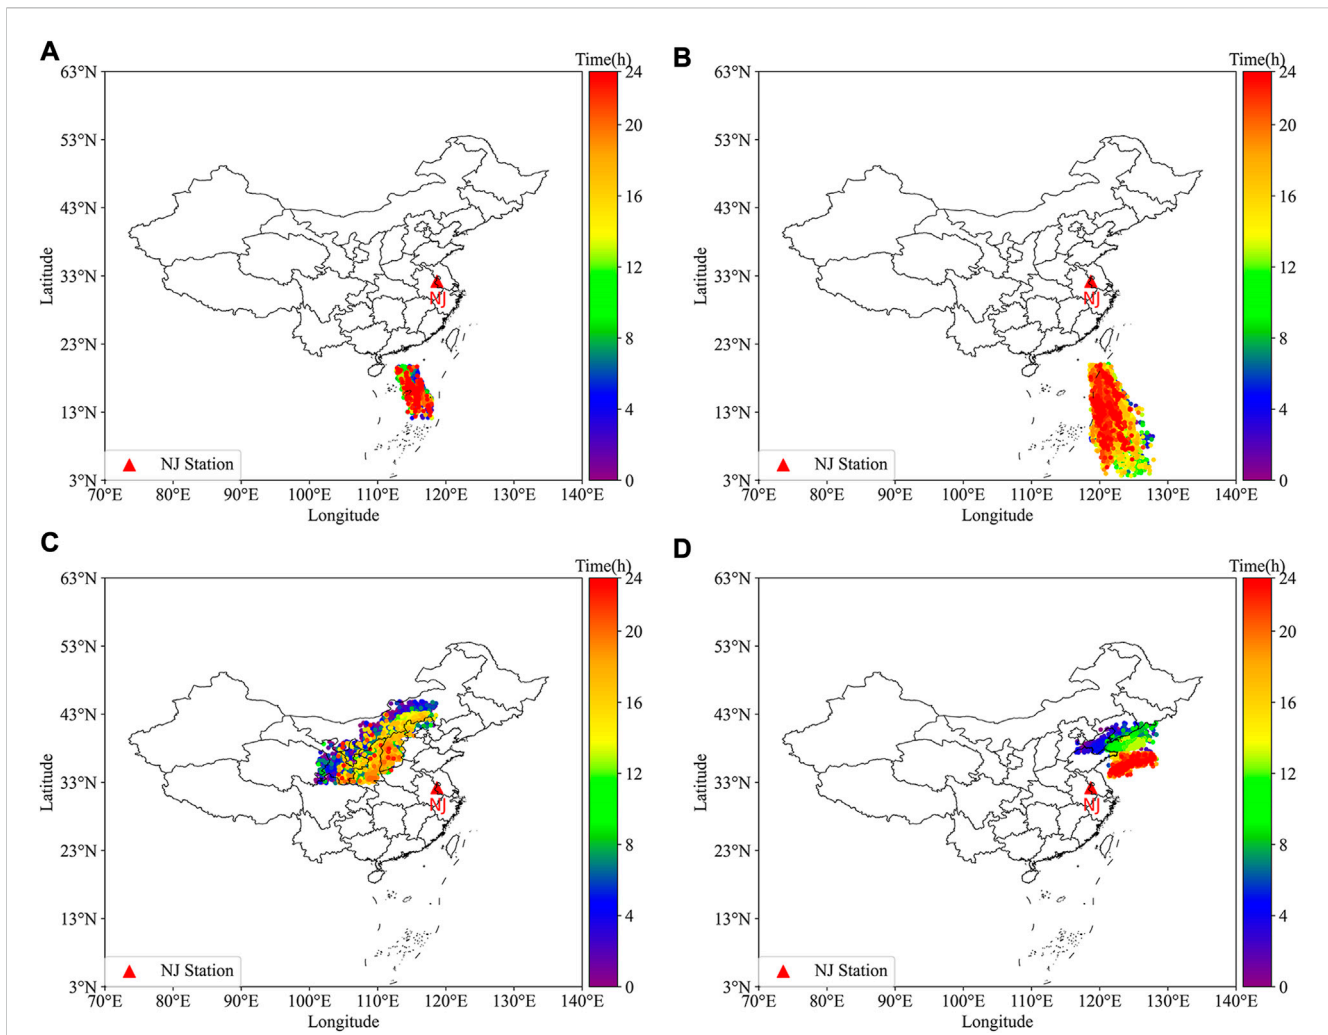 A
Time(h)
63°N
53°N
43°N
33°N
23°N
13°N
3°N
Latitude
70°E
80°E
90°E
100°E
110°E
120°E
130°E
140°E
Longitude
NJ
NJ Station
24
20
16
12
8
4
0
B
Time(h)
63°N
53°N
43°N
33°N
23°N
13°N
3°N
Latitude
70°E
80°E
90°E
100°E
110°E
120°E
130°E
140°E
Longitude
NJ
NJ Station
24
20
16
12
8
4
0
C
Time(h)
63°N
53°N
43°N
33°N
23°N
13°N
3°N
Latitude
70°E
80°E
90°E
100°E
110°E
120°E
130°E
140°E
Longitude
NJ
NJ Station
24
20
16
12
8
4
0
D
Time(h)
63°N
53°N
43°N
33°N
23°N
13°N
3°N
Latitude
70°E
80°E
90°E
100°E
110°E
120°E
130°E
140°E
Longitude
NJ
NJ Station
24
20
16
12
8
4
0